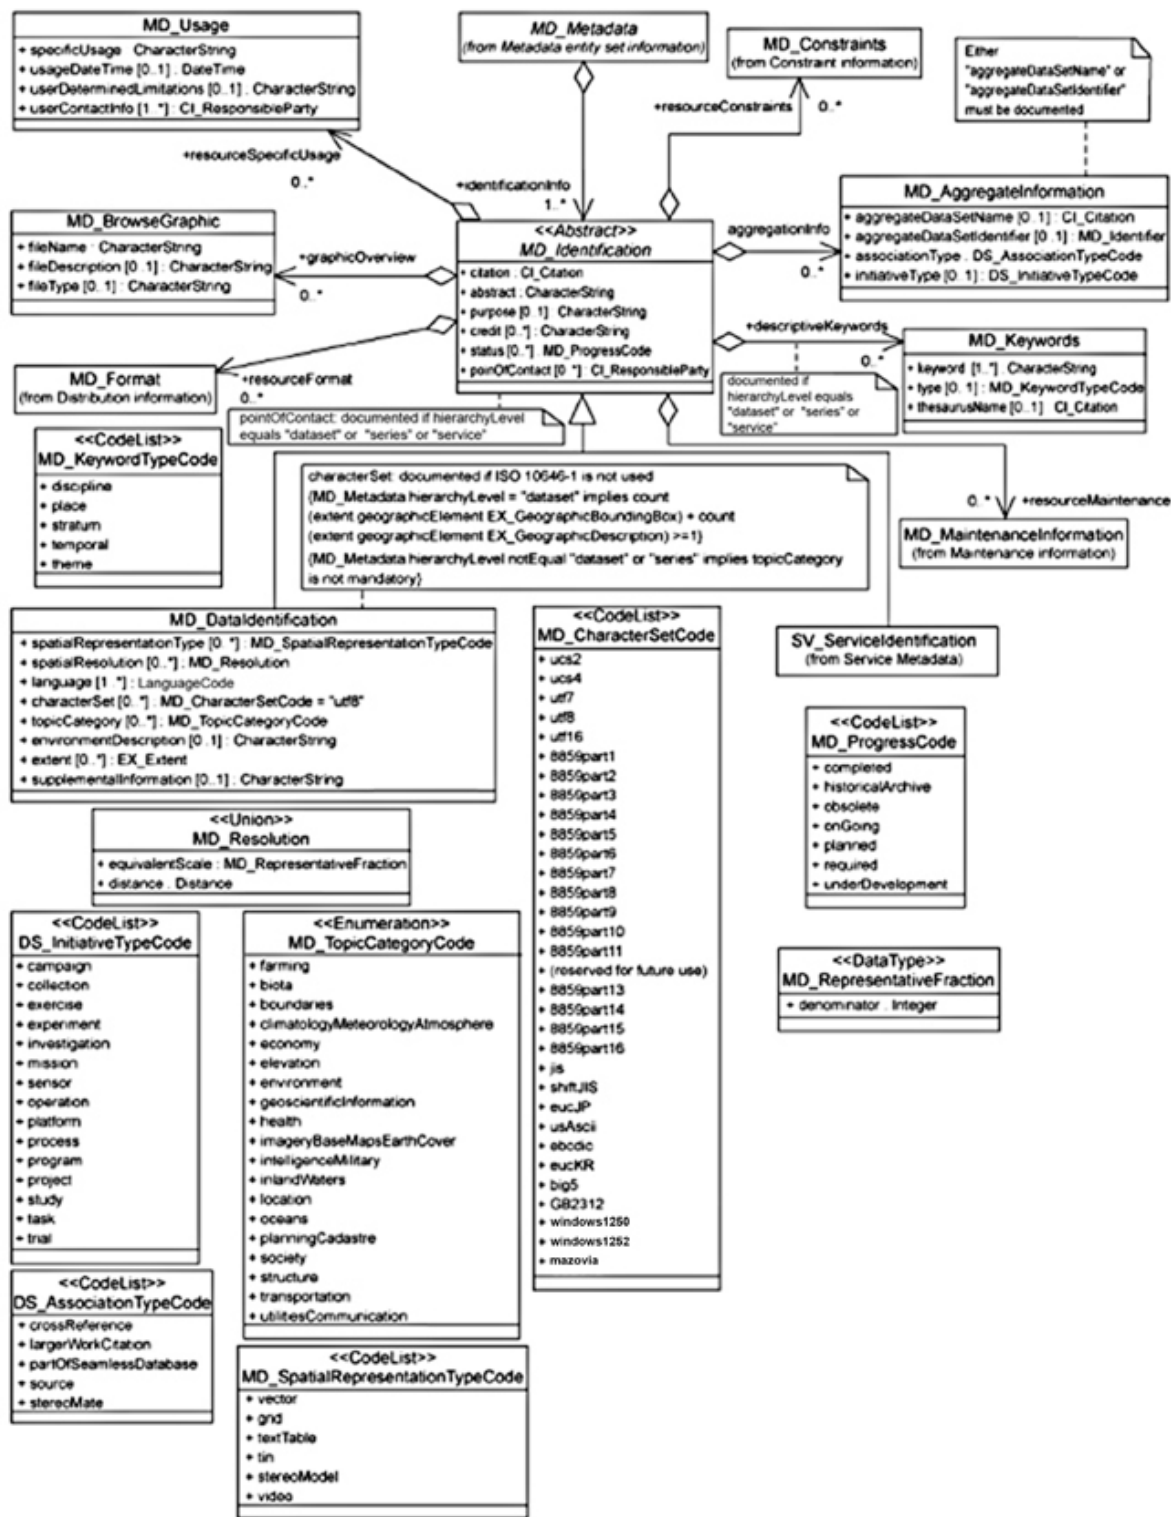 MD_Usage
+ specificUsage CharacterString
+ usageDateTime [0..1] . DateTime
+ userDeterminedLimitations [0..1] : CharacterString
+ userContactInfo [1 .*] : CI_ResponsibleParty
MD_Metadata
(from Metadata entity set information)
MD_Constraints
(from Constraint information)
Either
"aggregateDataSetName" or
"aggregateDataSetIdentifier"
must be documented
+resourceConstraints
0..*
+resourceSpecificUsage
0..*
+identificationInfo
1..*
MD_BrowseGraphic
+ fileName : CharacterString
+ fileDescription [0..1] : CharacterString
+ fileType [0..1] : CharacterString
+graphicOverview
0..*
<<Abstract>>
MD_Identification
+ citation : CI_Citation
+ abstract : CharacterString
+ purpose [0..1] CharacterString
+ credit [0..*] : CharacterString
+ status [0..*] . MD_ProgressCode
+ poinOfContact [0 *] : CI_ResponsibleParty
aggregationInfo
0..*
MD_AggregateInformation
+ aggregateDataSetName [0..1] : CI_Citation
+ aggregateDataSetIdentifier [0..1] : MD_Identifier
+ associationType . DS_AssociationTypeCode
+ initiativeType [0..1] : DS_InitiativeTypeCode
+descriptiveKeywords
0..*
MD_Keywords
+ keyword [1..*] . CharacterString
+ type [0..1] : MD_KeywordTypeCode
+ thesaurusName [0..1] CI_Citation
MD_Format
(from Distribution information)
+resourceFormat
0..*
pointOfContact: documented if hierarchyLevel
equals "dataset" or "series" or "service"
documented if
hierarchyLevel equals
"dataset" or "series" or
"service"
<<CodeList>>
MD_KeywordTypeCode
+ discipline
+ place
+ stratum
+ temporal
+ theme
characterSet: documented if ISO 10646-1 is not used
{MD_Metadata hierarchyLevel = "dataset" implies count
(extent geographicElement EX_GeographicBoundingBox) + count
(extent geographicElement EX_GeographicDescription) >=1}
{MD_Metadata hierarchyLevel notEqual "dataset" or "series" implies topicCategory
is not mandatory}
0..*
+resourceMaintenance
MD_MaintenanceInformation
(from Maintenance information)
MD_DataIdentification
+ spatialRepresentationType [0..*] : MD_SpatialRepresentationTypeCode
+ spatialResolution [0..*] : MD_Resolution
+ language [1..*] : LanguageCode
+ characterSet [0..*] . MD_CharacterSetCode = "utf8"
+ topicCategory [0..*] : MD_TopicCategoryCode
+ environmentDescription [0..1] : CharacterString
+ extent [0..*] : EX_Extent
+ supplementalInformation [0..1] : CharacterString
<<Union>>
MD_Resolution
+ equivalentScale : MD_RepresentativeFraction
+ distance . Distance
<<CodeList>>
MD_CharacterSetCode
+ ucs2
+ ucs4
+ utf7
+ utf8
+ utf16
+ 8859part1
+ 8859part2
+ 8859part3
+ 8859part4
+ 8859part5
+ 8859part6
+ 8859part7
+ 8859part8
+ 8859part9
+ 8859part10
+ 8859part11
+ (reserved for future use)
+ 8859part13
+ 8859part14
+ 8859part15
+ 8859part16
+ jis
+ shiftJIS
+ eucJP
+ usAscii
+ ebcdic
+ eucKR
+ big5
+ GB2312
+ windows1250
+ windows1252
+ mazovia
SV_ServiceIdentification
(from Service Metadata)
<<CodeList>>
MD_ProgressCode
+ completed
+ historicalArchive
+ obsolete
+ onGoing
+ planned
+ required
+ underDevelopment
<<DataType>>
MD_RepresentativeFraction
+ denominator . Integer
<<CodeList>>
DS_InitiativeTypeCode
+ campaign
+ collection
+ exercise
+ experiment
+ investigation
+ mission
+ sensor
+ operation
+ platform
+ process
+ program
+ project
+ study
+ task
+ trial
<<Enumeration>>
MD_TopicCategoryCode
+ farming
+ biota
+ boundaries
+ climatologyMeteorologyAtmosphere
+ economy
+ elevation
+ environment
+ geoscientificInformation
+ health
+ imageryBaseMapsEarthCover
+ intelligenceMilitary
+ inlandWaters
+ location
+ oceans
+ planningCadastre
+ society
+ structure
+ transportation
+ utilitiesCommunication
<<CodeList>>
DS_AssociationTypeCode
+ crossReference
+ largerWorkCitation
+ partOfSeamlessDatabase
+ source
+ stereoMate
<<CodeList>>
MD_SpatialRepresentationTypeCode
+ vector
+ grid
+ textTable
+ tin
+ stereoModel
+ video